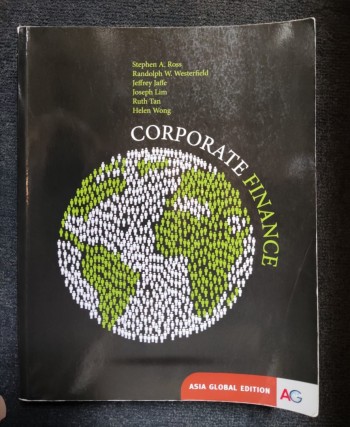 Stephen A. Ross
Randolph W. Westerfield
Jeffrey Jaffe
Joseph Lim
Ruth Tan
Helen Wong
CORPORATE FINANCE
ASIA GLOBAL EDITION
AG